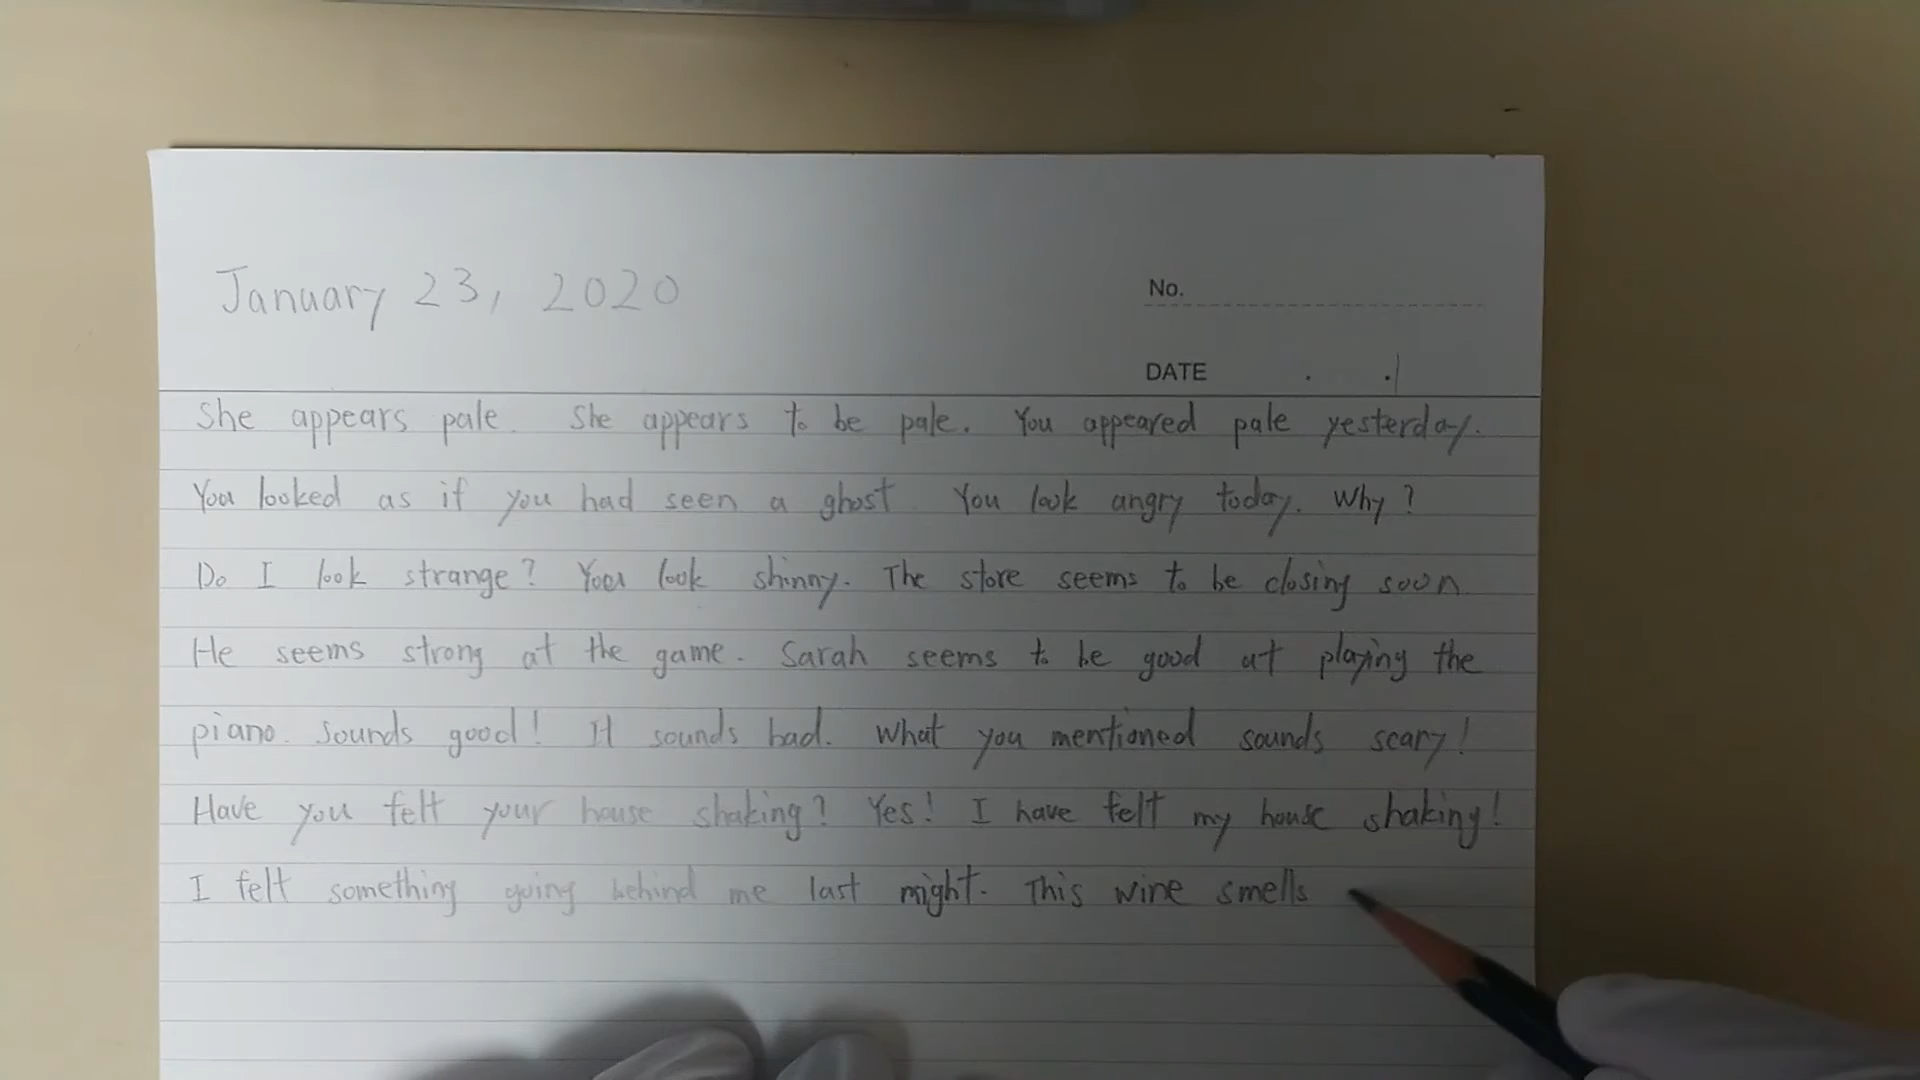 January 23, 2020
No.
DATE . .
She appears pale. She appears to be pale. You appeared pale yesterday.
You looked as if you had seen a ghost. You look angry today. Why?
Do I look strange? You look shinny. The store seems to be closing soon.
He seems strong at the game. Sarah seems to be good at playing the
piano. Sounds good! It sounds bad. What you mentioned sounds scary!
Have you felt your house shaking? Yes! I have felt my house shaking!
I felt something going behind me last might. This wine smells